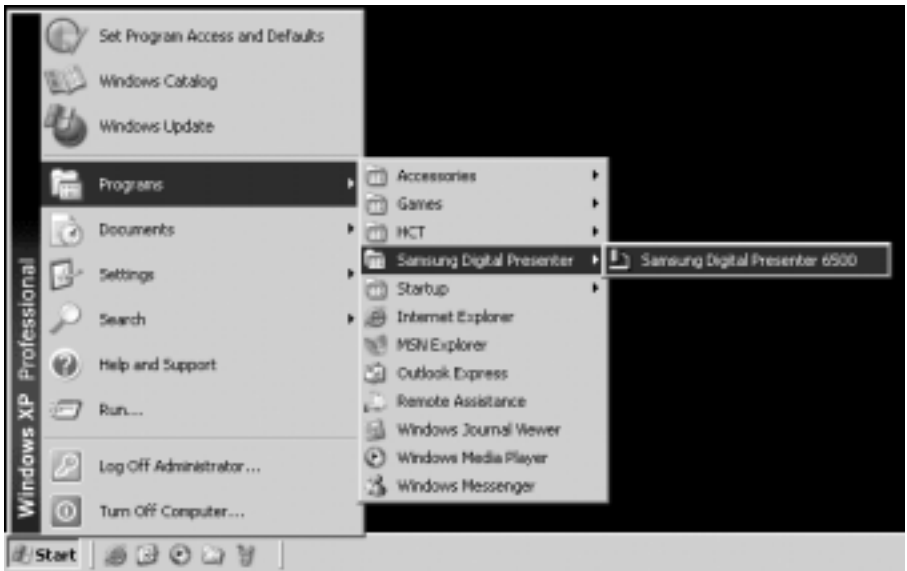 Set Program Access and Defaults
Windows Catalog
Windows Update
Programs
Documents
Settings
Search
Help and Support
Run...
Log Off Administrator...
Turn Off Computer...
Windows XP Professional
Accessories
Games
HCT
Samsung Digital Presenter
Startup
Internet Explorer
MSN Explorer
Outlook Express
Remote Assistance
Windows Journal Viewer
Windows Media Player
Windows Messenger
Samsung Digital Presenter 6500
Start